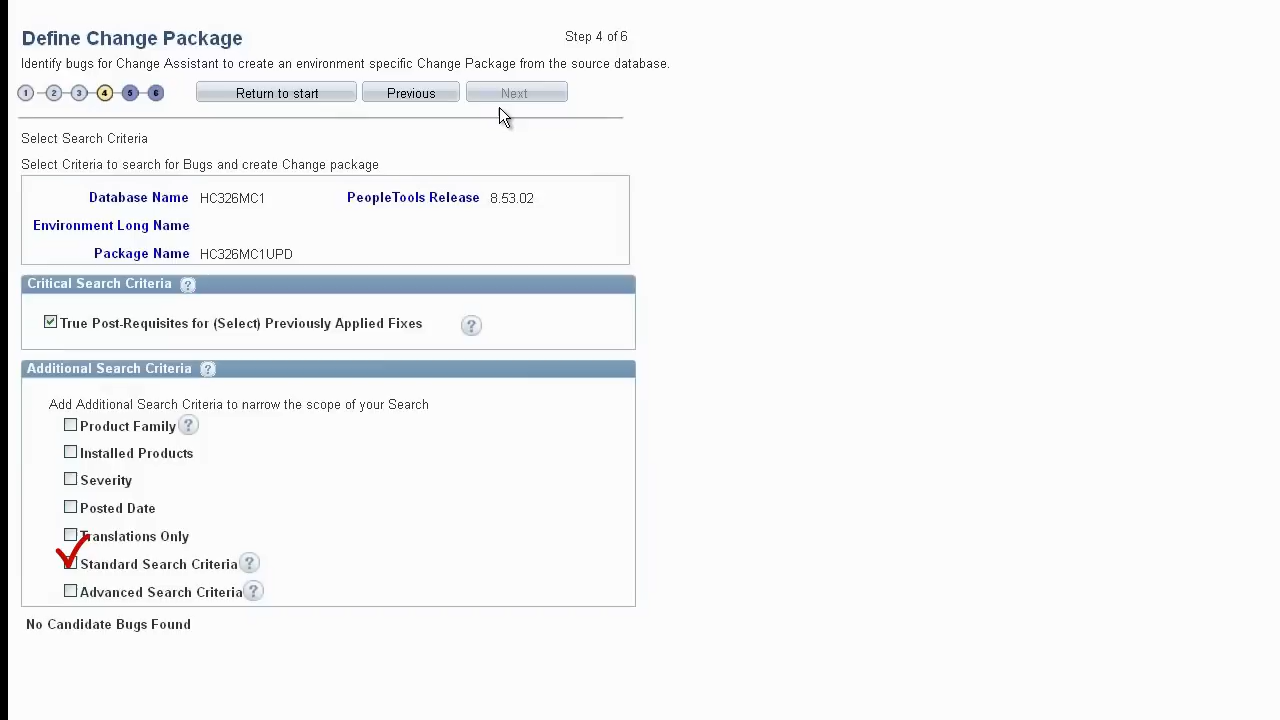 Define Change Package
Step 4 of 6
Identify bugs for Change Assistant to create an environment specific Change Package from the source database.
1 2 3 4 5 6 Return to start Previous Next
Select Search Criteria
Select Criteria to search for Bugs and create Change package
Database Name HC326MC1 PeopleTools Release 8.53.02
Environment Long Name
Package Name HC326MC1UPD
Critical Search Criteria ?
True Post-Requisites for (Select) Previously Applied Fixes ?
Additional Search Criteria ?
Add Additional Search Criteria to narrow the scope of your Search
Product Family ?
Installed Products
Severity
Posted Date
Translations Only
Standard Search Criteria ?
Advanced Search Criteria ?
No Candidate Bugs Found